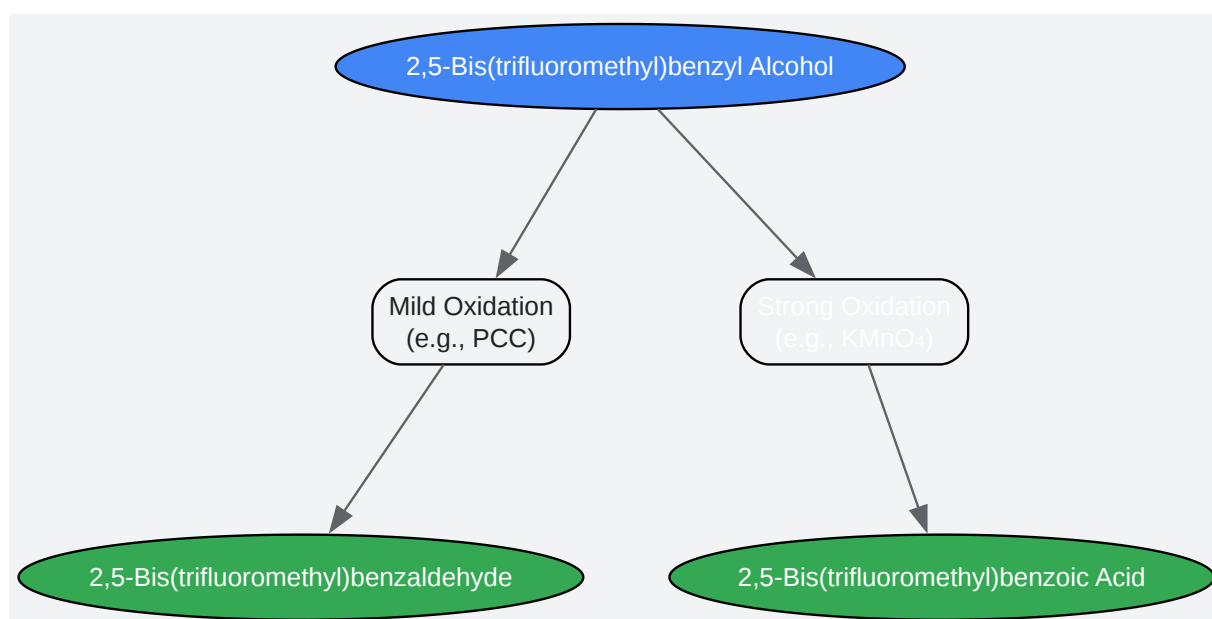 2,5-Bis(trifluoromethyl)benzyl Alcohol
Mild Oxidation
(e.g., PCC)
Strong Oxidation
(e.g., KMnO₄)
2,5-Bis(trifluoromethyl)benzaldehyde
2,5-Bis(trifluoromethyl)benzoic Acid